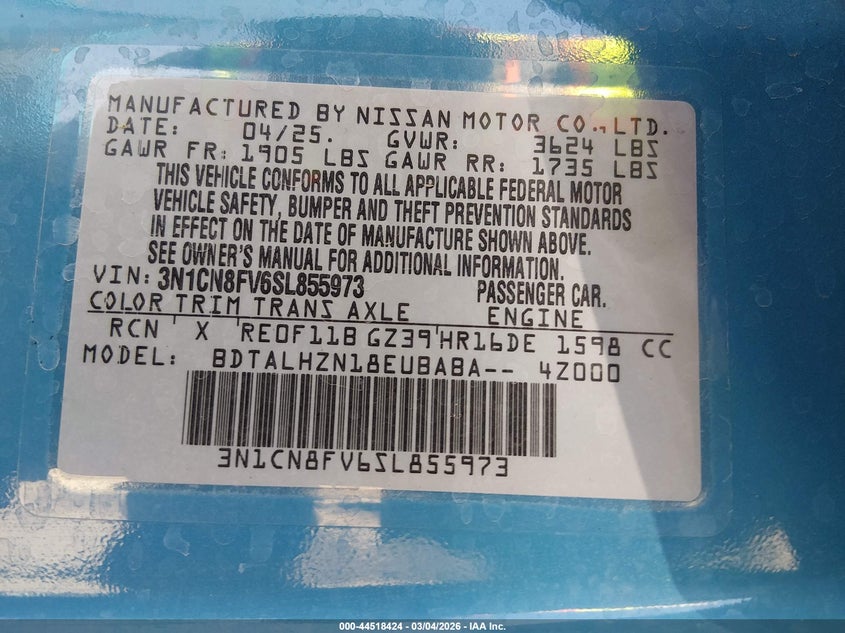 MANUFACTURED BY NISSAN MOTOR CO.,LTD.
DATE: 04/25. GVWR: 3624 LBS
GAWR FR: 1905 LBS GAWR RR: 1735 LBS
THIS VEHICLE CONFORMS TO ALL APPLICABLE FEDERAL MOTOR
VEHICLE SAFETY, BUMPER AND THEFT PREVENTION STANDARDS
IN EFFECT ON THE DATE OF MANUFACTURE SHOWN ABOVE.
SEE OWNER'S MANUAL FOR ADDITIONAL INFORMATION.
VIN: 3N1CN8FV6SL855973 PASSENGER CAR.
COLOR TRIM TRANS AXLE ENGINE
RCN X RE0F11B GZ39 HR16DE 1598 CC
MODEL: BDTALHZN18EUBABA-- 4Z000
3N1CN8FV6SL855973
000-44518424 - 03/04/2026 - IAA Inc.